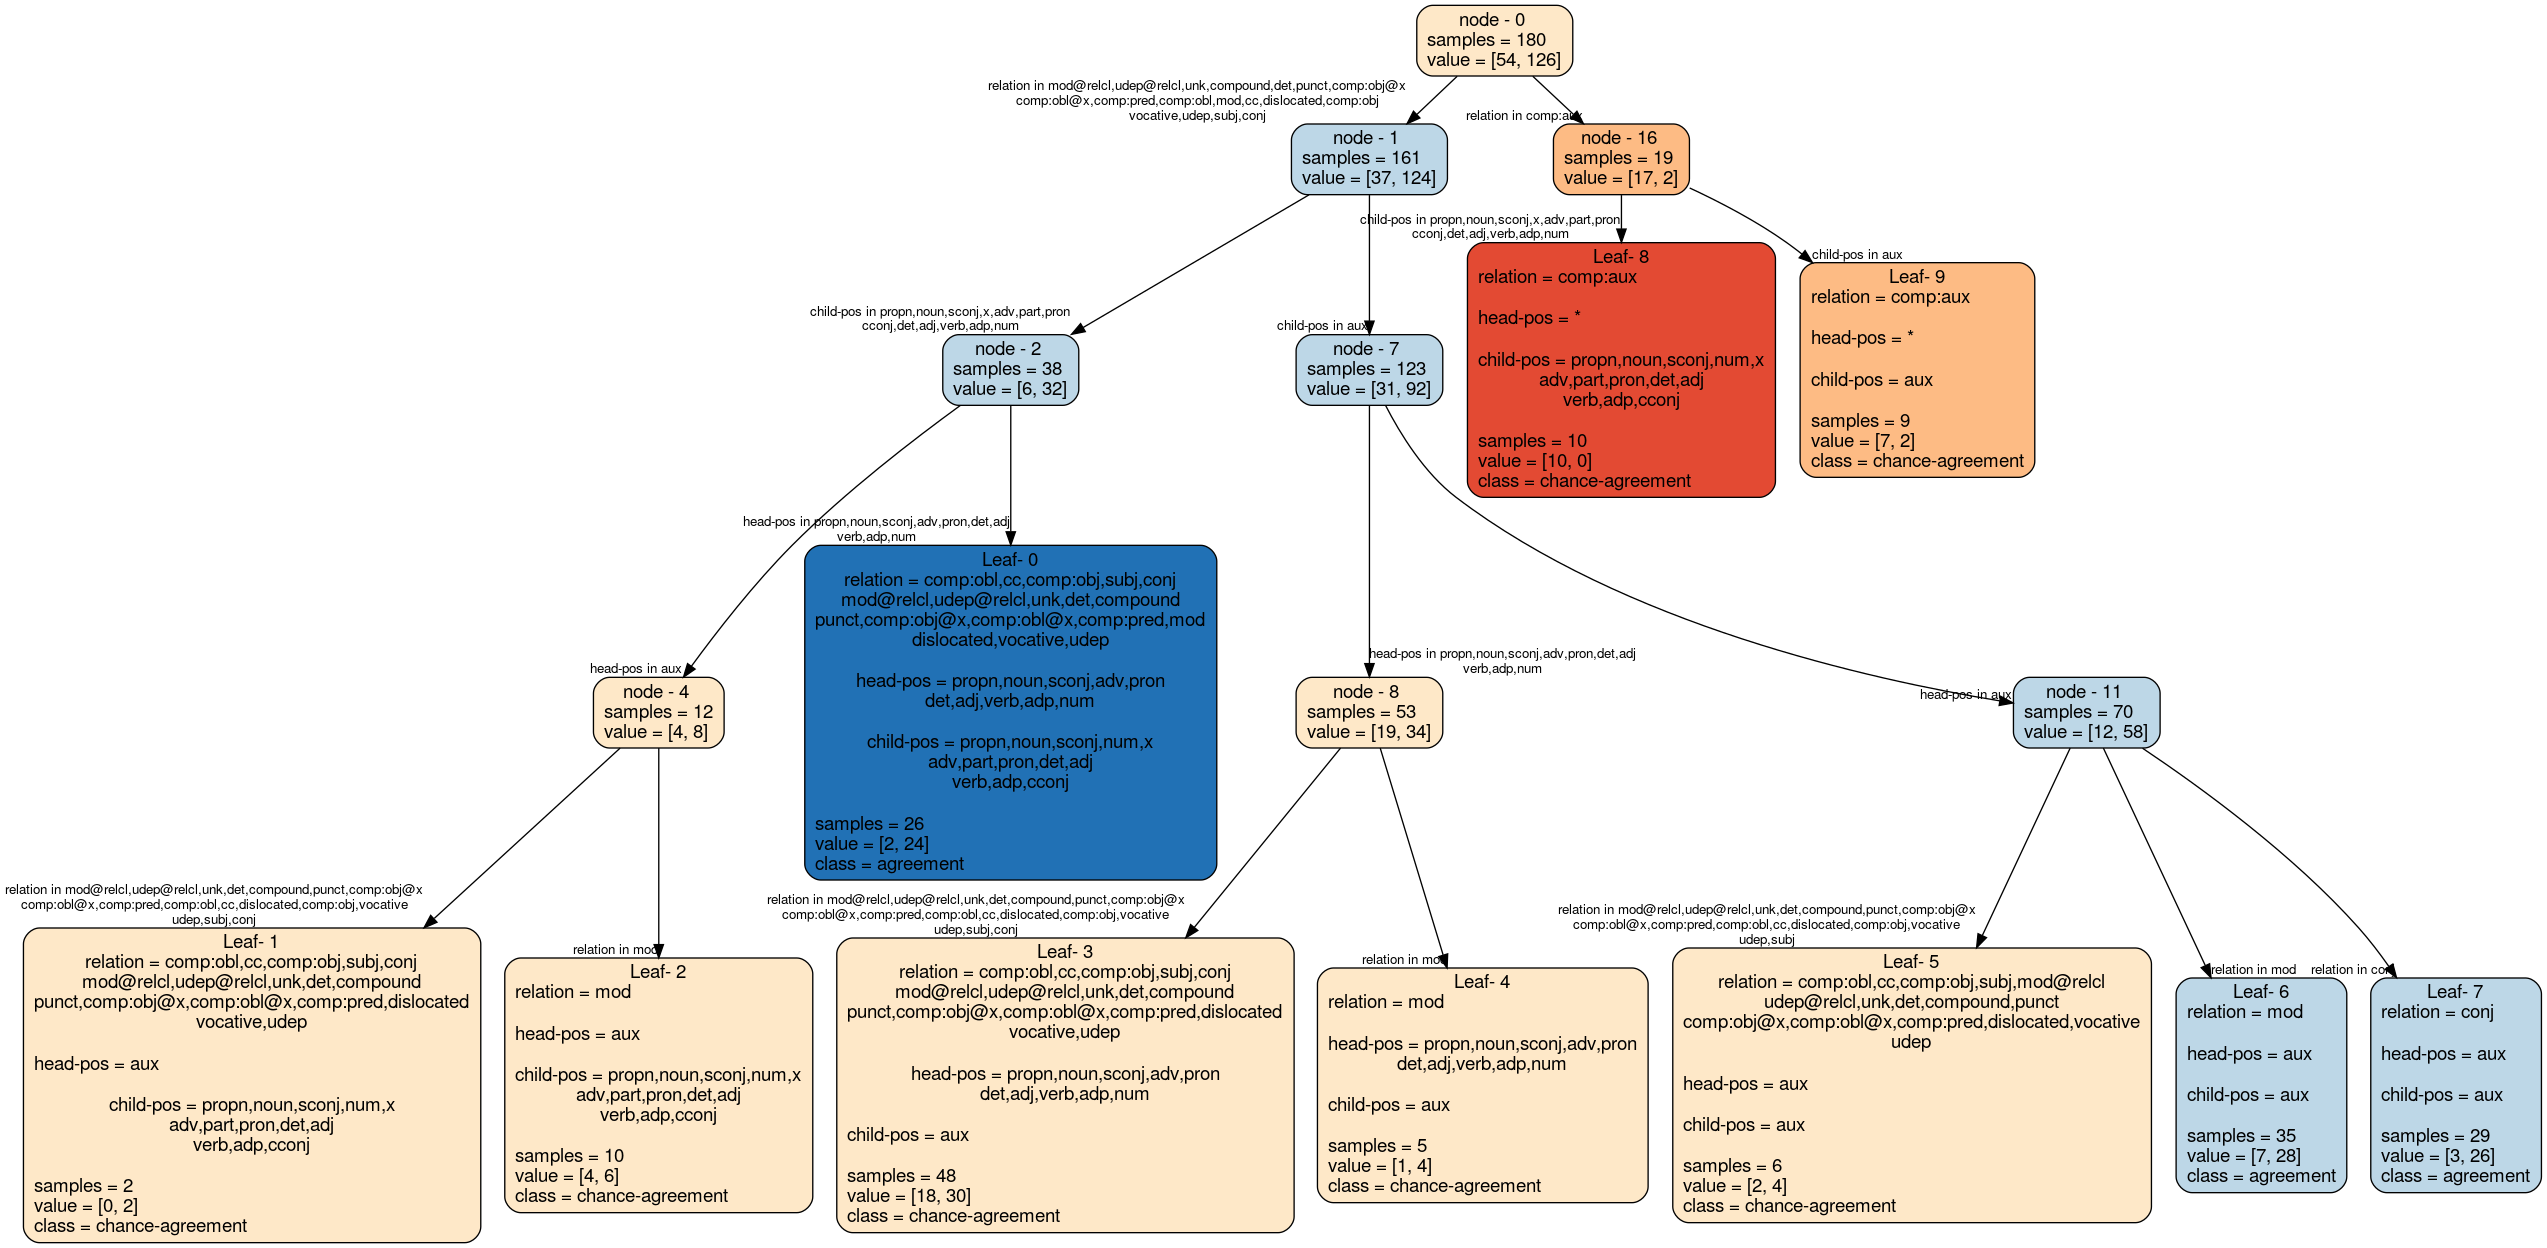 node - 0
samples = 180
value = [54, 126]
relation in mod@relcl,udep@relcl,unk,compound,det,punct,comp:obj@x
comp:obl@x,comp:pred,comp:obl,mod,cc,dislocated,comp:obj
vocative,udep,subj,conj
relation in comp:aux
node - 1
samples = 161
value = [37, 124]
node - 16
samples = 19
value = [17, 2]
child-pos in propn,noun,sconj,x,adv,part,pron
cconj,det,adj,verb,adp,num
child-pos in aux
child-pos in propn,noun,sconj,x,adv,part,pron
cconj,det,adj,verb,adp,num
child-pos in aux
node - 2
samples = 38
value = [6, 32]
node - 7
samples = 123
value = [31, 92]
Leaf- 8
relation = comp:aux
head-pos = *
child-pos = propn,noun,sconj,num,x
adv,part,pron,det,adj
verb,adp,cconj
samples = 10
value = [10, 0]
class = chance-agreement
Leaf- 9
relation = comp:aux
head-pos = *
child-pos = aux
samples = 9
value = [7, 2]
class = chance-agreement
head-pos in propn,noun,sconj,adv,pron,det,adj
verb,adp,num
head-pos in aux
Leaf- 0
relation = comp:obl,cc,comp:obj,subj,conj
mod@relcl,udep@relcl,unk,det,compound
punct,comp:obj@x,comp:obl@x,comp:pred,mod
dislocated,vocative,udep
head-pos = propn,noun,sconj,adv,pron
det,adj,verb,adp,num
child-pos = propn,noun,sconj,num,x
adv,part,pron,det,adj
verb,adp,cconj
samples = 26
value = [2, 24]
class = agreement
head-pos in propn,noun,sconj,adv,pron,det,adj
verb,adp,num
head-pos in aux
node - 4
samples = 12
value = [4, 8]
node - 8
samples = 53
value = [19, 34]
node - 11
samples = 70
value = [12, 58]
relation in mod@relcl,udep@relcl,unk,det,compound,punct,comp:obj@x
comp:obl@x,comp:pred,comp:obl,cc,dislocated,comp:obj,vocative
udep,subj,conj
relation in mod
relation in mod@relcl,udep@relcl,unk,det,compound,punct,comp:obj@x
comp:obl@x,comp:pred,comp:obl,cc,dislocated,comp:obj,vocative
udep,subj,conj
relation in mod
relation in mod@relcl,udep@relcl,unk,det,compound,punct,comp:obj@x
comp:obl@x,comp:pred,comp:obl,cc,dislocated,comp:obj,vocative
udep,subj
relation in mod
relation in conj
Leaf- 1
relation = comp:obl,cc,comp:obj,subj,conj
mod@relcl,udep@relcl,unk,det,compound
punct,comp:obj@x,comp:obl@x,comp:pred,dislocated
vocative,udep
head-pos = aux
child-pos = propn,noun,sconj,num,x
adv,part,pron,det,adj
verb,adp,cconj
samples = 2
value = [0, 2]
class = chance-agreement
Leaf- 2
relation = mod
head-pos = aux
child-pos = propn,noun,sconj,num,x
adv,part,pron,det,adj
verb,adp,cconj
samples = 10
value = [4, 6]
class = chance-agreement
Leaf- 3
relation = comp:obl,cc,comp:obj,subj,conj
mod@relcl,udep@relcl,unk,det,compound
punct,comp:obj@x,comp:obl@x,comp:pred,dislocated
vocative,udep
head-pos = propn,noun,sconj,adv,pron
det,adj,verb,adp,num
child-pos = aux
samples = 48
value = [18, 30]
class = chance-agreement
Leaf- 4
relation = mod
head-pos = propn,noun,sconj,adv,pron
det,adj,verb,adp,num
child-pos = aux
samples = 5
value = [1, 4]
class = chance-agreement
Leaf- 5
relation = comp:obl,cc,comp:obj,subj,mod@relcl
udep@relcl,unk,det,compound,punct
comp:obj@x,comp:obl@x,comp:pred,dislocated,vocative
udep
head-pos = aux
child-pos = aux
samples = 6
value = [2, 4]
class = chance-agreement
Leaf- 6
relation = mod
head-pos = aux
child-pos = aux
samples = 35
value = [7, 28]
class = agreement
Leaf- 7
relation = conj
head-pos = aux
child-pos = aux
samples = 29
value = [3, 26]
class = agreement